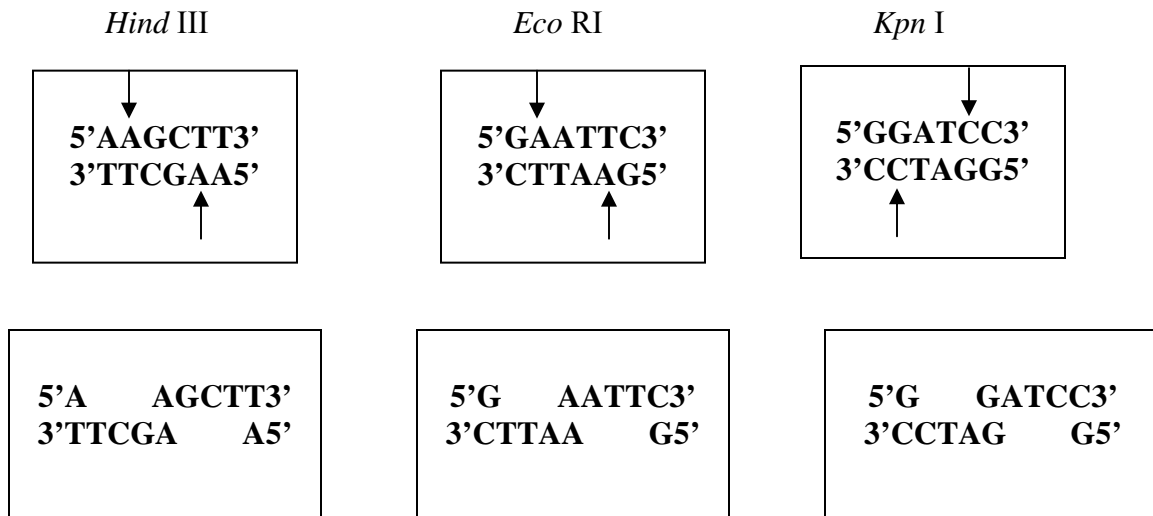 Hind III Eco RI Kpn I
5’AAGCTT3’ 5’GAATTC3’ 5’GGATCC3’
3’TTCGAA5’ 3’CTTAAG5’ 3’CCTAGG5’
5’A AGCTT3’ 5’G AATTC3’ 5’G GATCC3’
3’TTCGA A5’ 3’CTTAA G5’ 3’CCTAG G5’